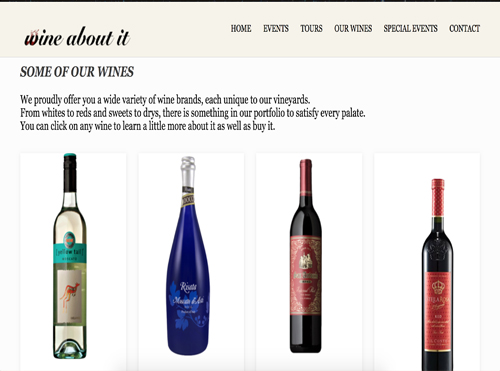 wine about it
HOME EVENTS TOURS OUR WINES SPECIAL EVENTS CONTACT
SOME OF OUR WINES
We proudly offer you a wide variety of wine brands, each unique to our vineyards.
From whites to reds and sweets to drys, there is something in our portfolio to satisfy every palate.
You can click on any wine to learn a little more about it as well as buy it.
[yellow tail]
Risata
Moscato d'Asti